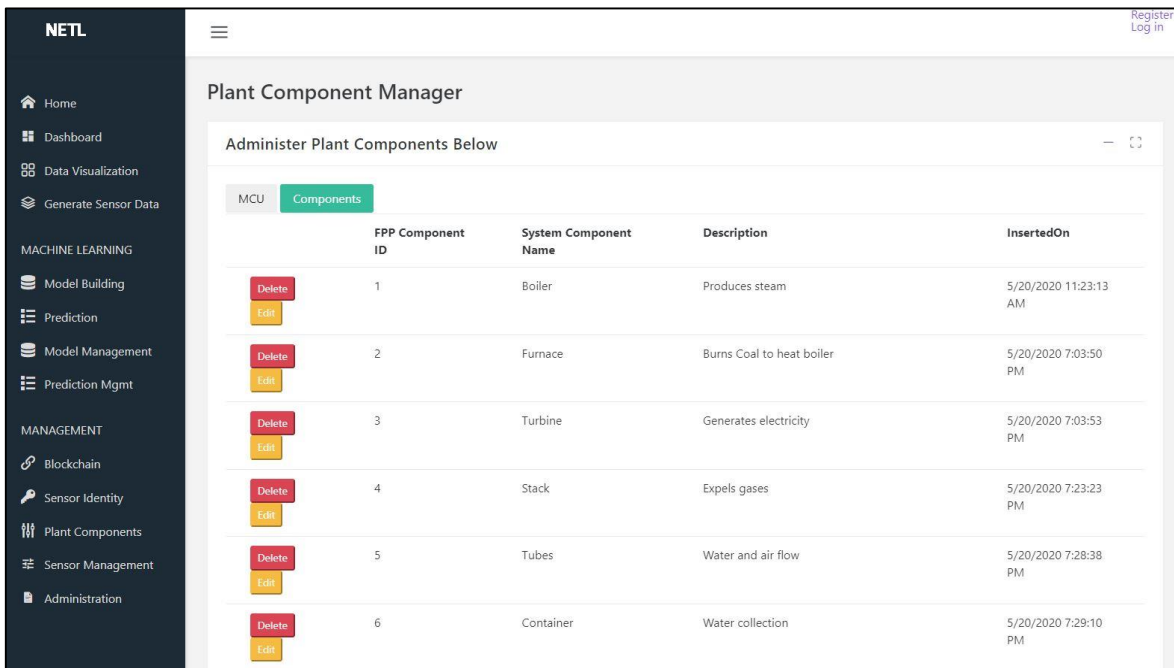 NETL
Register
Log in
Home
Dashboard
Data Visualization
Generate Sensor Data
MACHINE LEARNING
Model Building
Prediction
Model Management
Prediction Mgmt
MANAGEMENT
Blockchain
Sensor Identity
Plant Components
Sensor Management
Administration
Plant Component Manager
Administer Plant Components Below
MCU Components
FPP Component ID System Component Name Description InsertedOn
Delete Edit 1 Boiler Produces steam 5/20/2020 11:23:13 AM
Delete Edit 2 Furnace Burns Coal to heat boiler 5/20/2020 7:03:50 PM
Delete Edit 3 Turbine Generates electricity 5/20/2020 7:03:53 PM
Delete Edit 4 Stack Expels gases 5/20/2020 7:23:23 PM
Delete Edit 5 Tubes Water and air flow 5/20/2020 7:28:38 PM
Delete Edit 6 Container Water collection 5/20/2020 7:29:10 PM